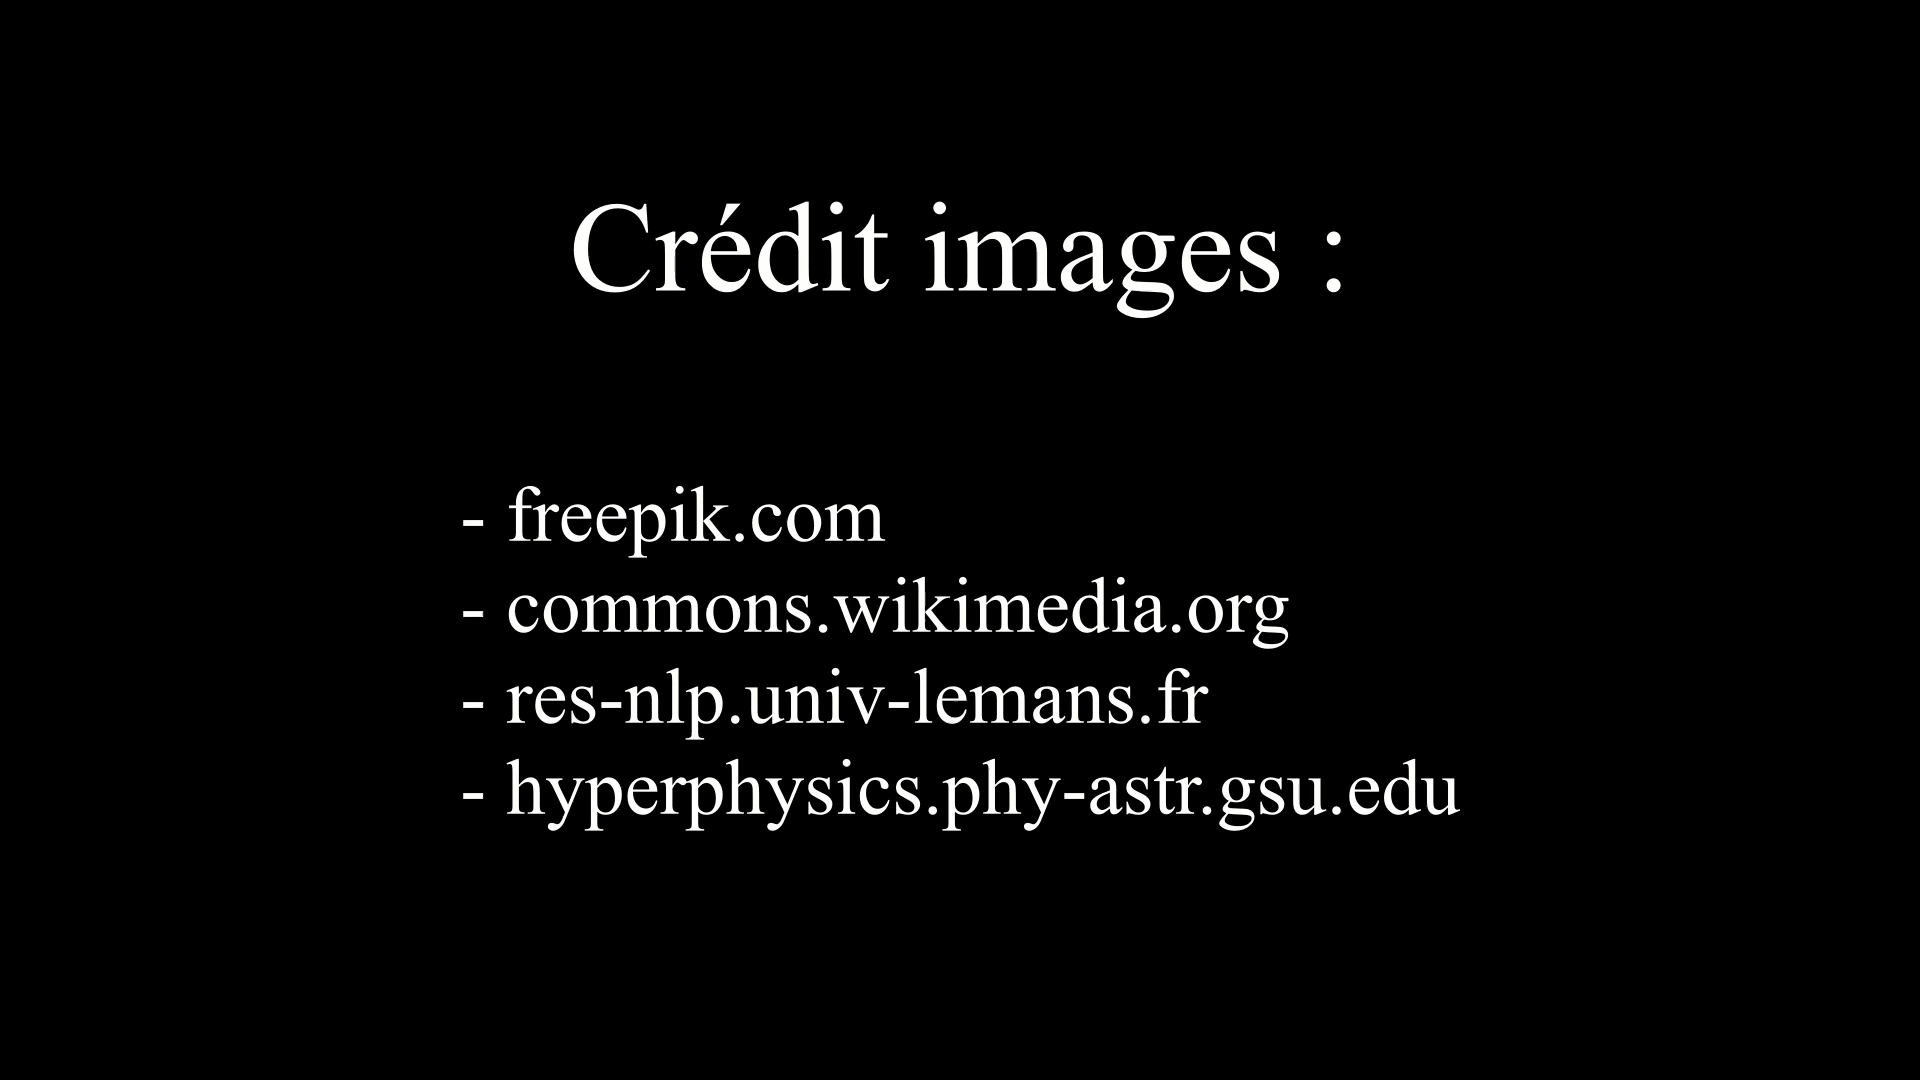 Crédit images :
- freepik.com
- commons.wikimedia.org
- res-nlp.univ-lemans.fr
- hyperphysics.phy-astr.gsu.edu